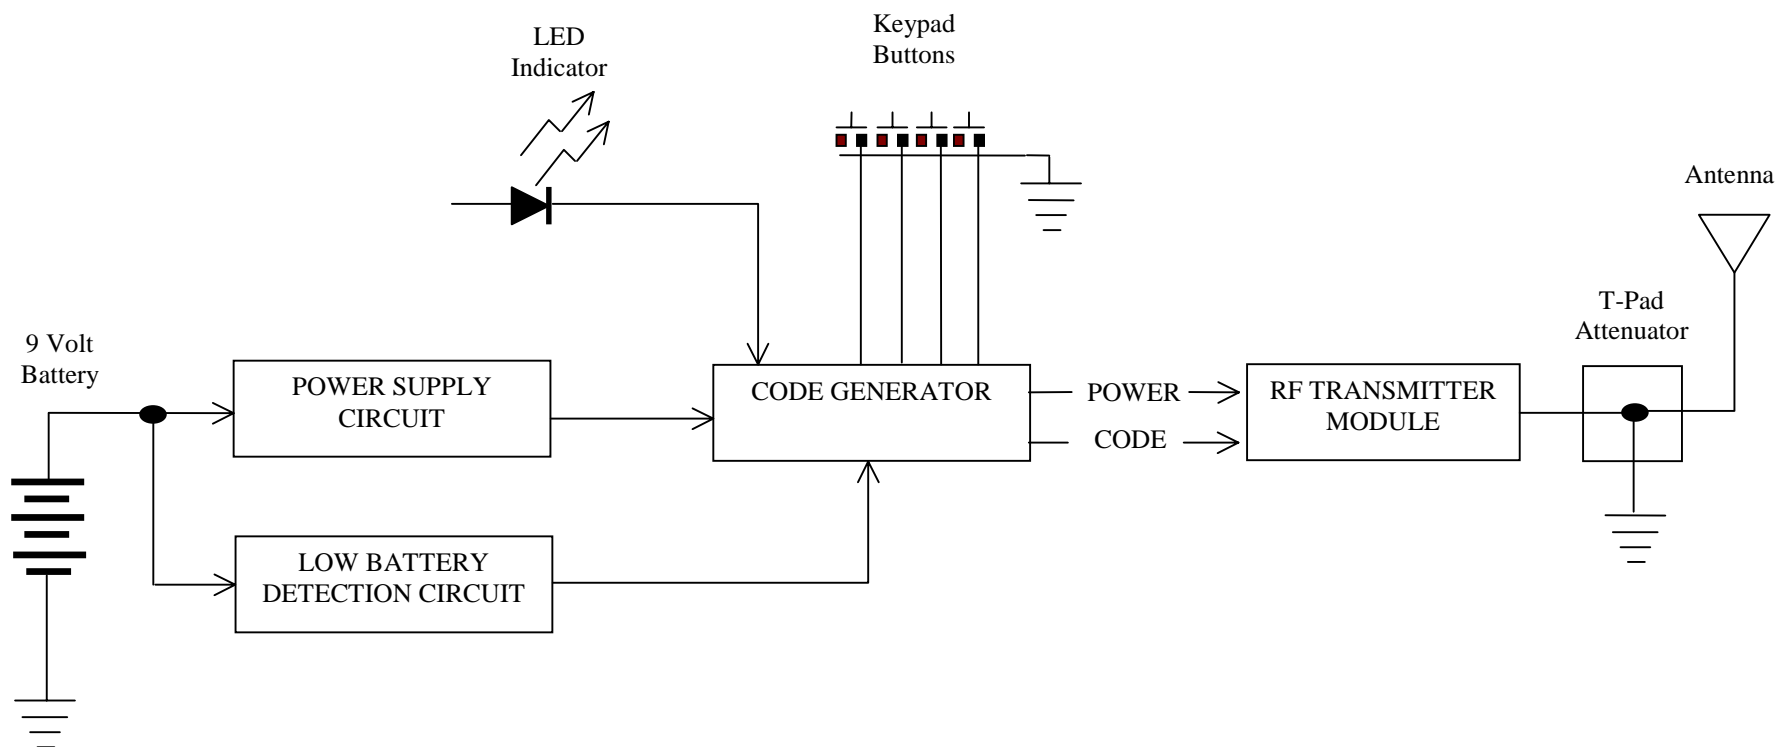 Keypad
Buttons
LED
Indicator
Antenna
T-Pad
Attenuator
9 Volt
Battery
POWER SUPPLY
CIRCUIT
CODE GENERATOR
POWER
CODE
RF TRANSMITTER
MODULE
LOW BATTERY
DETECTION CIRCUIT